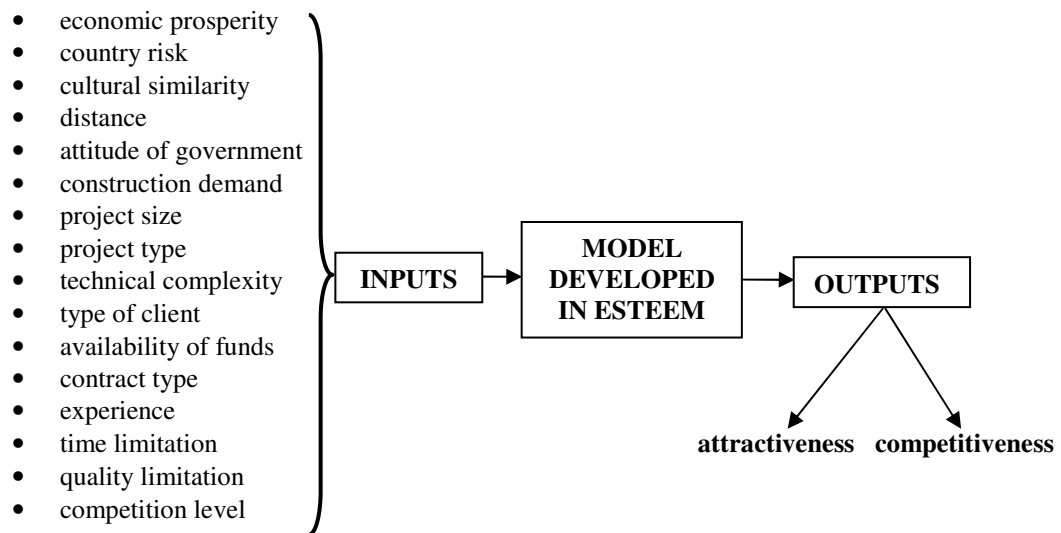 • economic prosperity
• country risk
• cultural similarity
• distance
• attitude of government
• construction demand
• project size
• project type
• technical complexity
• type of client
• availability of funds
• contract type
• experience
• time limitation
• quality limitation
• competition level
INPUTS
MODEL
DEVELOPED
IN ESTEEM
OUTPUTS
attractiveness competitiveness